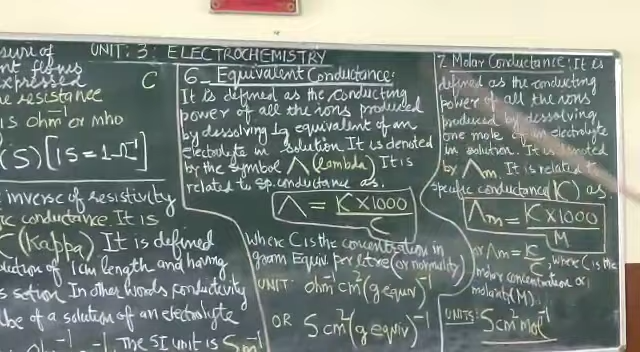 UNIT: 3: ELECTROCHEMISTRY
sure of
nt flows
expressed C
e resistance
is ohm⁻¹ or mho
(S) [1S = 1Ω⁻¹]
inverse of resistivity
ic conductance. It is
(Kappa) It is defined
of 1cm length and having
s section. In other words conductivity
of a solution of an electrolyte
The SI unit is Sm⁻¹
6. Equivalent Conductance:
It is defined as the conducting
power of all the ions produced
by dissolving 1g equivalent of an
electrolyte in solution. It is denoted
by the symbol Λ (lambda). It is
related to sp. conductance as.
Λ = K×1000
C
where C is the concentration in
gram Equiv. per litre (or normality)
UNIT: ohm⁻¹ cm² (g equiv)⁻¹
OR S cm² (g equiv)⁻¹
7. Molar Conductance: It is
defined as the conducting
power of all the ions
produced by dissolving
one mole of an electrolyte
in solution. It is denoted
by Λm. It is related to
specific conductance (K) as.
Λm = K×1000
M
or Λm = K
C, where C is the
molar concentration or
molarity (M).
UNITS: S cm² mol⁻¹